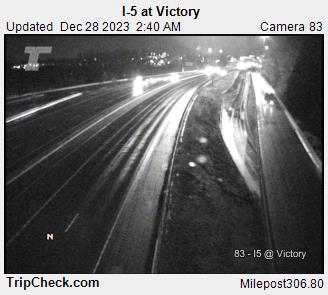 I-5 at Victory
Updated  Dec 28 2023  2:40 AM
Camera 83
T
N
83 - I5 @ Victory
TripCheck.com
Milepost306.80